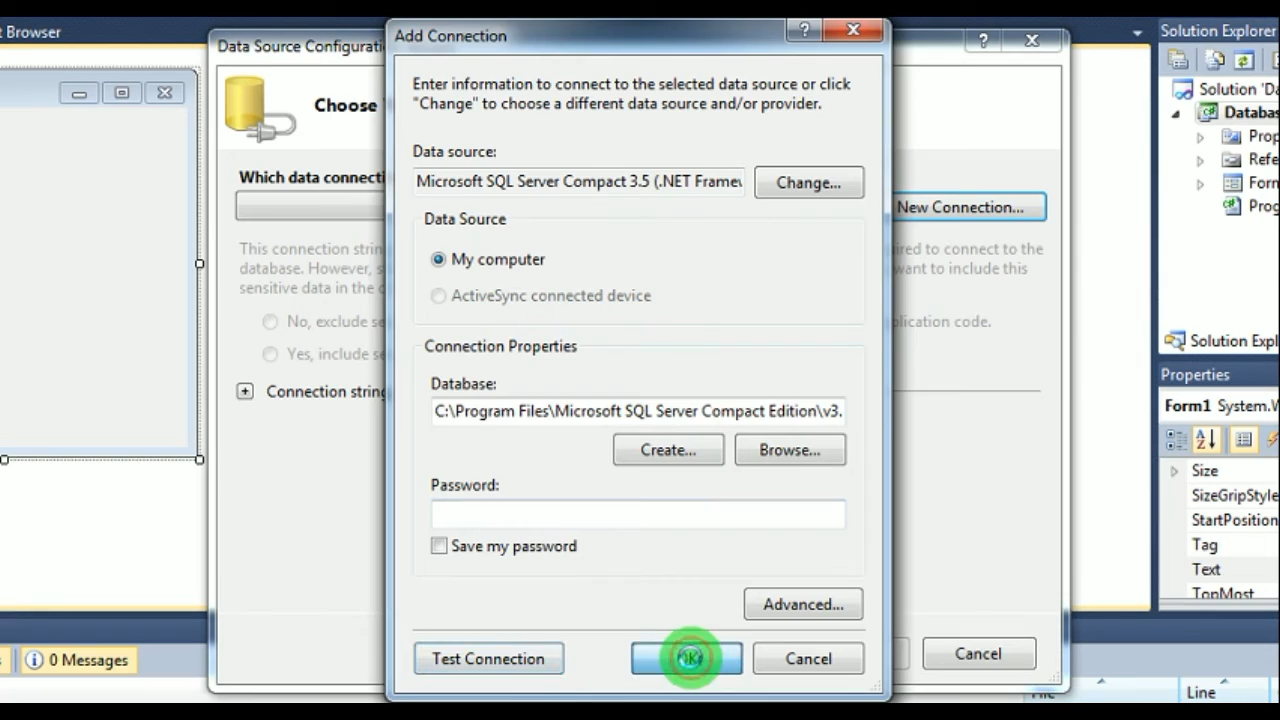 t Browser
Data Source Configurati
Choose
Which data connecti
New Connection...
This connection strin
ired to connect to the
database. However, s
want to include this
sensitive data in the
No, exclude se
lication code.
Yes, include se
Connection string
Cancel
Add Connection
Enter information to connect to the selected data source or click
"Change" to choose a different data source and/or provider.
Data source:
Microsoft SQL Server Compact 3.5 (.NET Framew
Change...
Data Source
My computer
ActiveSync connected device
Connection Properties
Database:
C:\Program Files\Microsoft SQL Server Compact Edition\v3.
Create...
Browse...
Password:
Save my password
Advanced...
Test Connection
OK
Cancel
Solution Explorer
Solution 'Da
Databas
Prop
Refe
Form
Prog
Solution Expl
Properties
Form1 System.W
Size
SizeGripStyle
StartPosition
Tag
Text
TopMost
0 Messages
File
Line